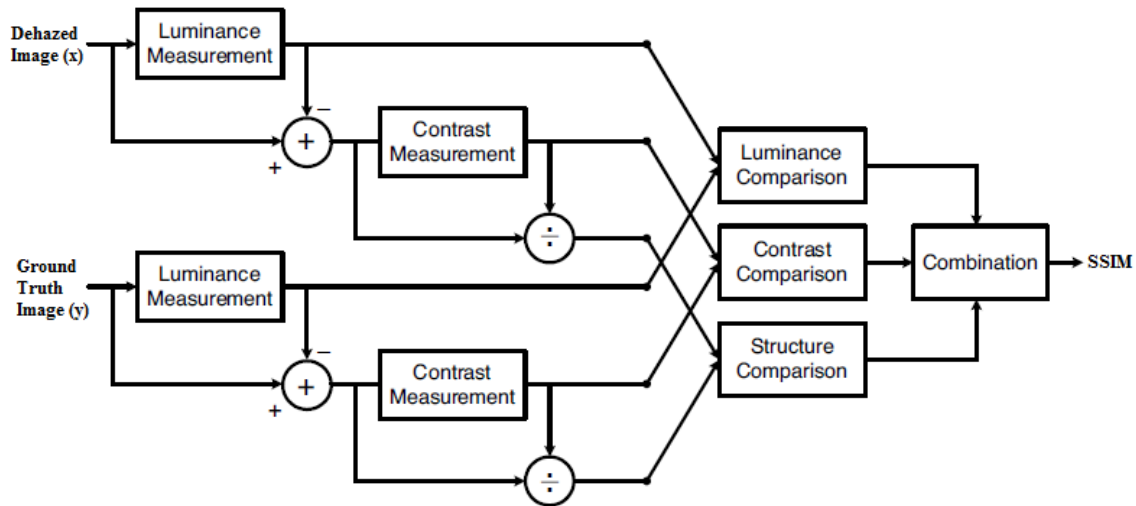 Dehazed
Image (x)
Luminance
Measurement
−
+
+
Contrast
Measurement
÷
Ground
Truth
Image (y)
Luminance
Measurement
−
+
+
Contrast
Measurement
÷
Luminance
Comparison
Contrast
Comparison
Structure
Comparison
Combination
SSIM